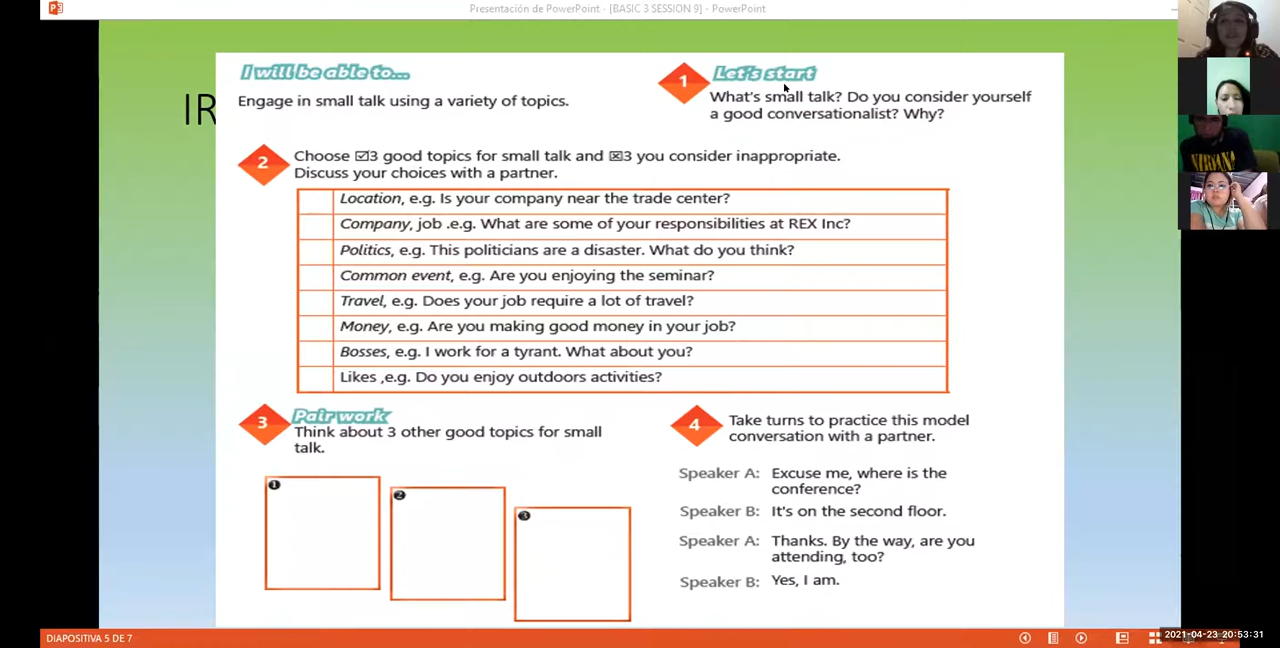 Presentación de PowerPoint - [BASIC 3 SESSION 9] - PowerPoint
IR
I will be able to...
Engage in small talk using a variety of topics.
1
Let's start
What's small talk? Do you consider yourself
a good conversationalist? Why?
2
Choose ☑3 good topics for small talk and ☒3 you consider inappropriate.
Discuss your choices with a partner.
Location, e.g. Is your company near the trade center?
Company, job .e.g. What are some of your responsibilities at REX Inc?
Politics, e.g. This politicians are a disaster. What do you think?
Common event, e.g. Are you enjoying the seminar?
Travel, e.g. Does your job require a lot of travel?
Money, e.g. Are you making good money in your job?
Bosses, e.g. I work for a tyrant. What about you?
Likes ,e.g. Do you enjoy outdoors activities?
3
Pair work
Think about 3 other good topics for small
talk.
1
2
3
4
Take turns to practice this model
conversation with a partner.
Speaker A: Excuse me, where is the
conference?
Speaker B: It's on the second floor.
Speaker A: Thanks. By the way, are you
attending, too?
Speaker B: Yes, I am.
NIRVANA
DIAPOSITIVA 5 DE 7
2021-04-23 20:53:31